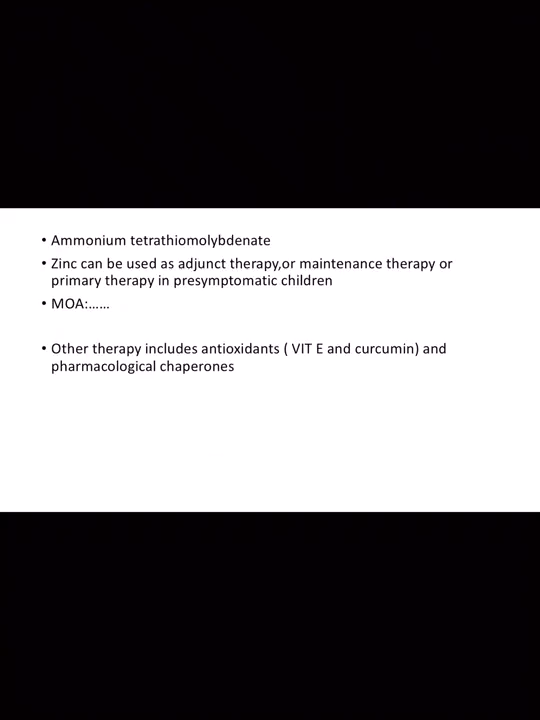 • Ammonium tetrathiomolybdenate
• Zinc can be used as adjunct therapy,or maintenance therapy or
primary therapy in presymptomatic children
• MOA:......
• Other therapy includes antioxidants ( VIT E and curcumin) and
pharmacological chaperones